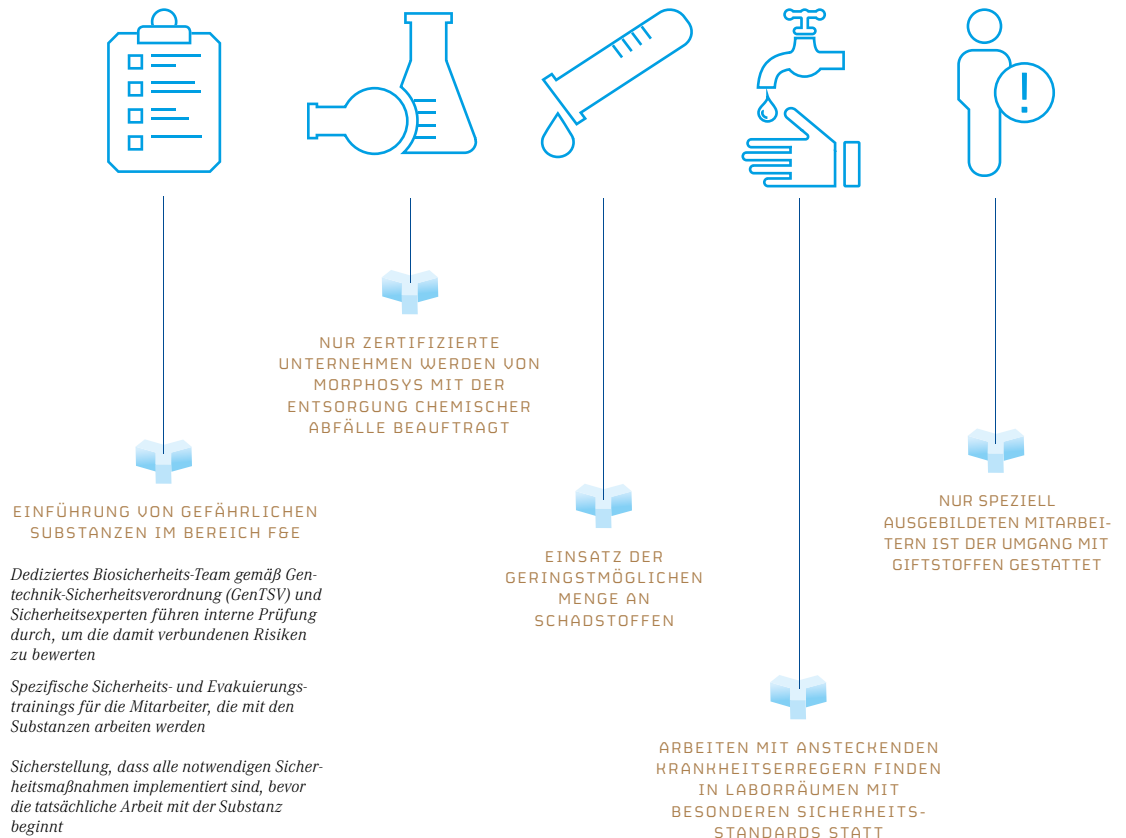 NUR ZERTIFIZIERTE
UNTERNEHMEN WERDEN VON
MORPHOSYS MIT DER
ENTSORGUNG CHEMISCHER
ABFÄLLE BEAUFTRAGT
EINFÜHRUNG VON GEFÄHRLICHEN
SUBSTANZEN IM BEREICH F&E
Dediziertes Biosicherheits-Team gemäß Gen-
technik-Sicherheitsverordnung (GenTSV) und
Sicherheitsexperten führen interne Prüfung
durch, um die damit verbundenen Risiken
zu bewerten
Spezifische Sicherheits- und Evakuierungs-
trainings für die Mitarbeiter, die mit den
Substanzen arbeiten werden
Sicherstellung, dass alle notwendigen Sicher-
heitsmaßnahmen implementiert sind, bevor
die tatsächliche Arbeit mit der Substanz
beginnt
EINSATZ DER
GERINGSTMÖGLICHEN
MENGE AN
SCHADSTOFFEN
ARBEITEN MIT ANSTECKENDEN
KRANKHEITSERREGERN FINDEN
IN LABORRÄUMEN MIT
BESONDEREN SICHERHEITS-
STANDARDS STATT
!
NUR SPEZIELL
AUSGEBILDETEN MITARBEI-
TERN IST DER UMGANG MIT
GIFTSTOFFEN GESTATTET